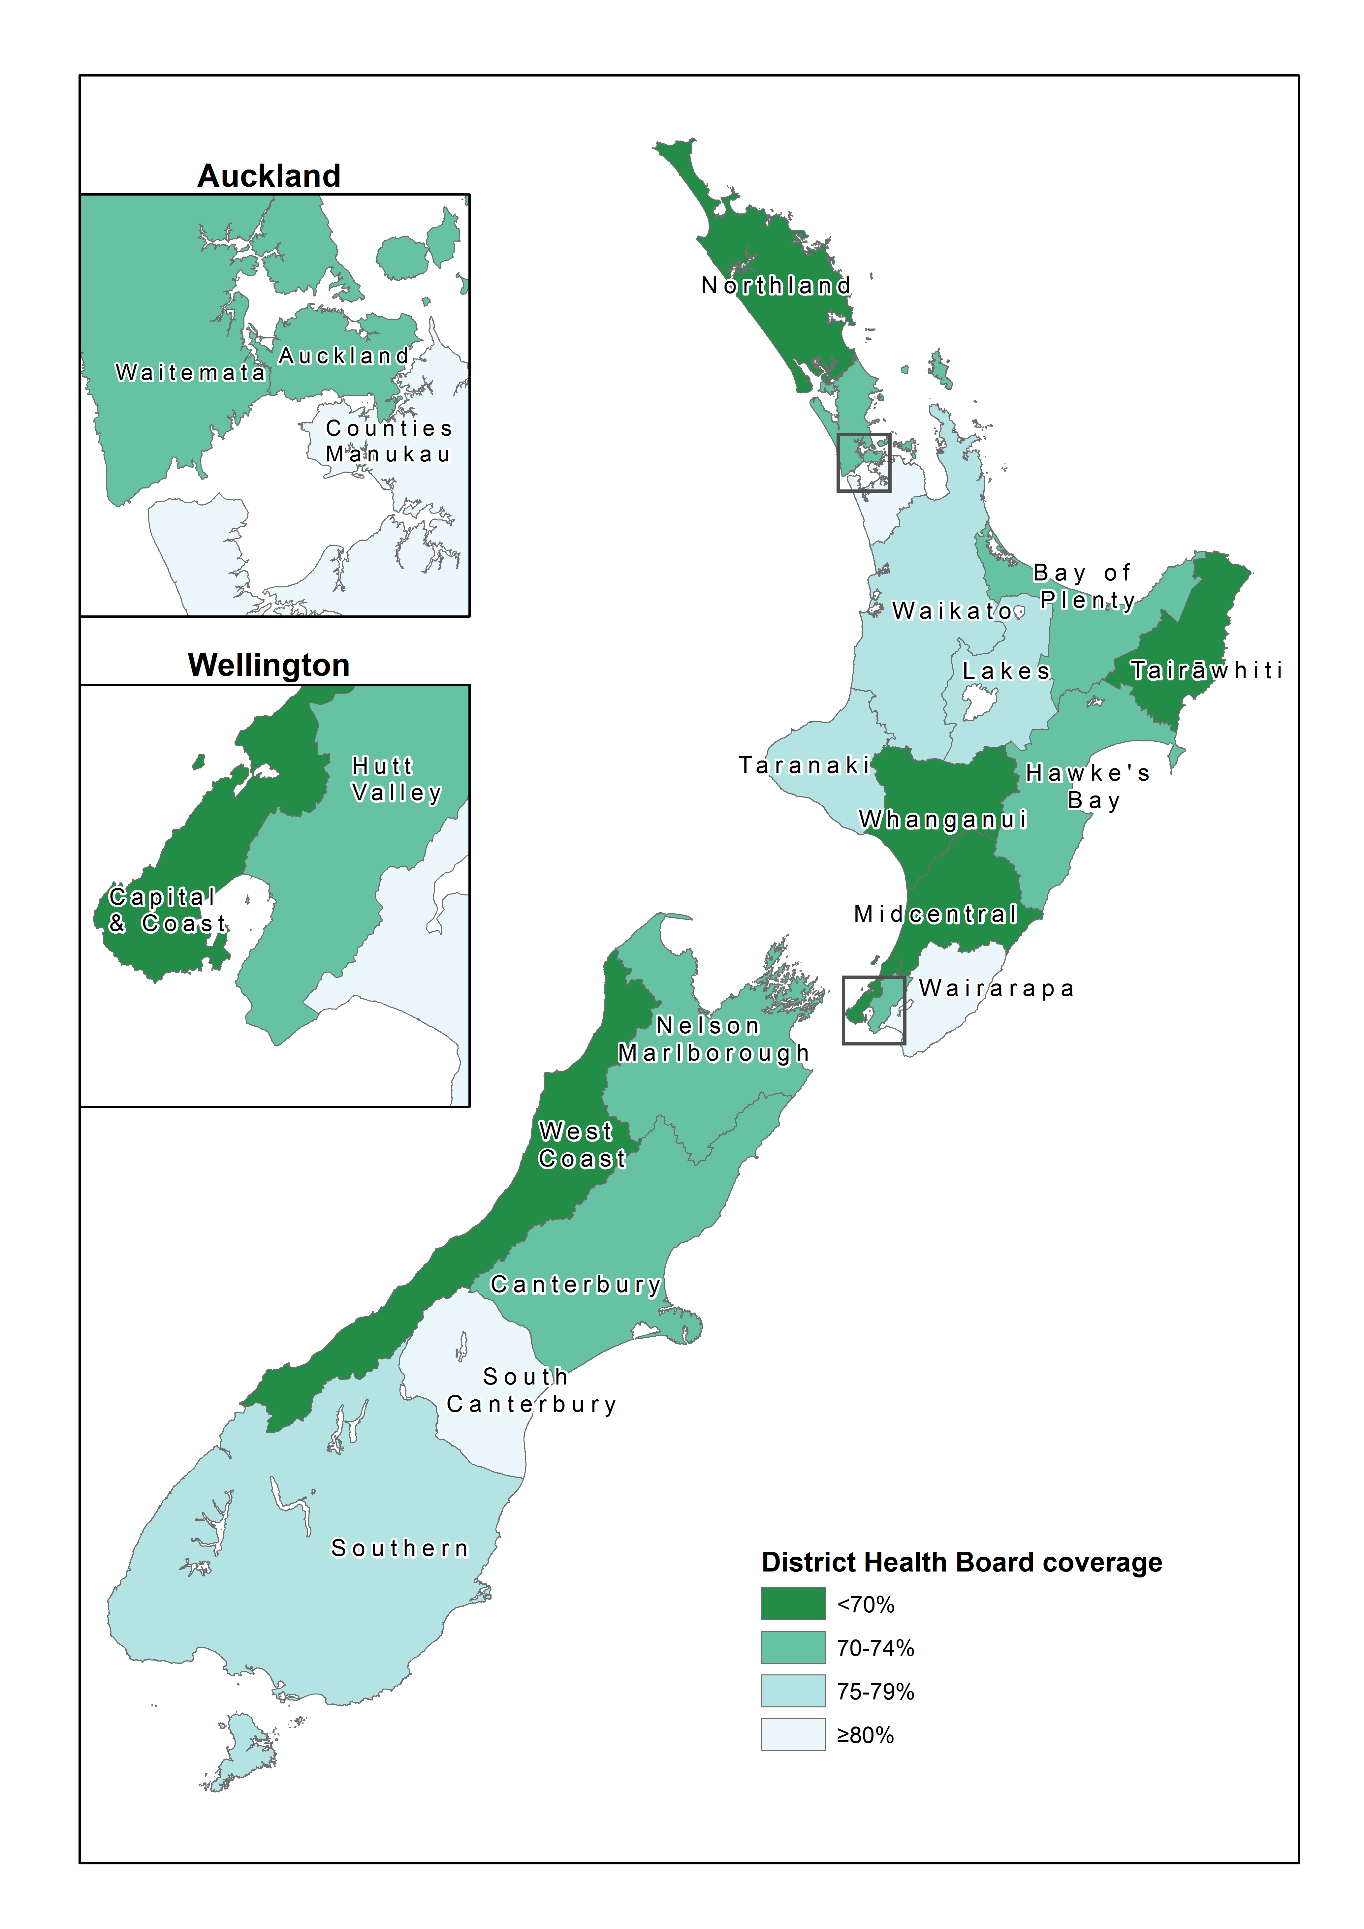 Auckland
Waitemata
Auckland
Counties
Manukau
Wellington
Hutt
Valley
Capital
& Coast
Northland
Bay of
Plenty
Waikato
Lakes
Tairāwhiti
Taranaki
Hawke's
Bay
Whanganui
Midcentral
Wairarapa
Nelson
Marlborough
West
Coast
Canterbury
South
Canterbury
Southern
District Health Board coverage
<70%
70-74%
75-79%
≥80%